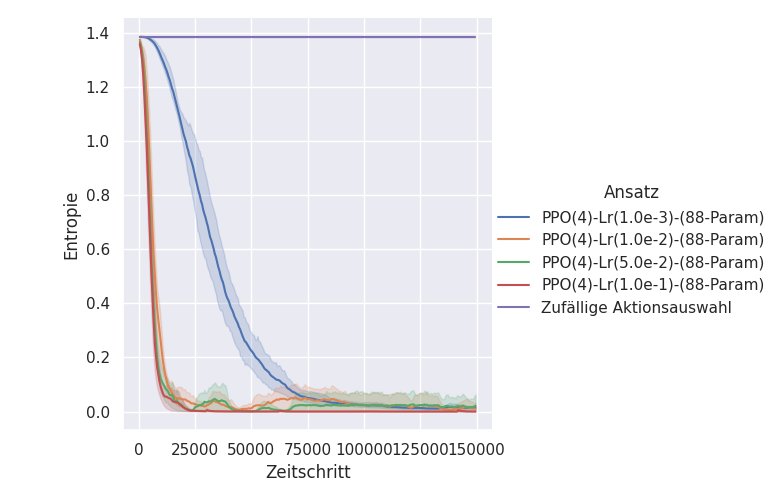 1.4
1.2
1.0
0.8
0.6
0.4
0.2
0.0
Entropie
0 25000 50000 75000 100000 125000 150000
Zeitschritt
Ansatz
PPO(4)-Lr(1.0e-3)-(88-Param)
PPO(4)-Lr(1.0e-2)-(88-Param)
PPO(4)-Lr(5.0e-2)-(88-Param)
PPO(4)-Lr(1.0e-1)-(88-Param)
Zufällige Aktionsauswahl